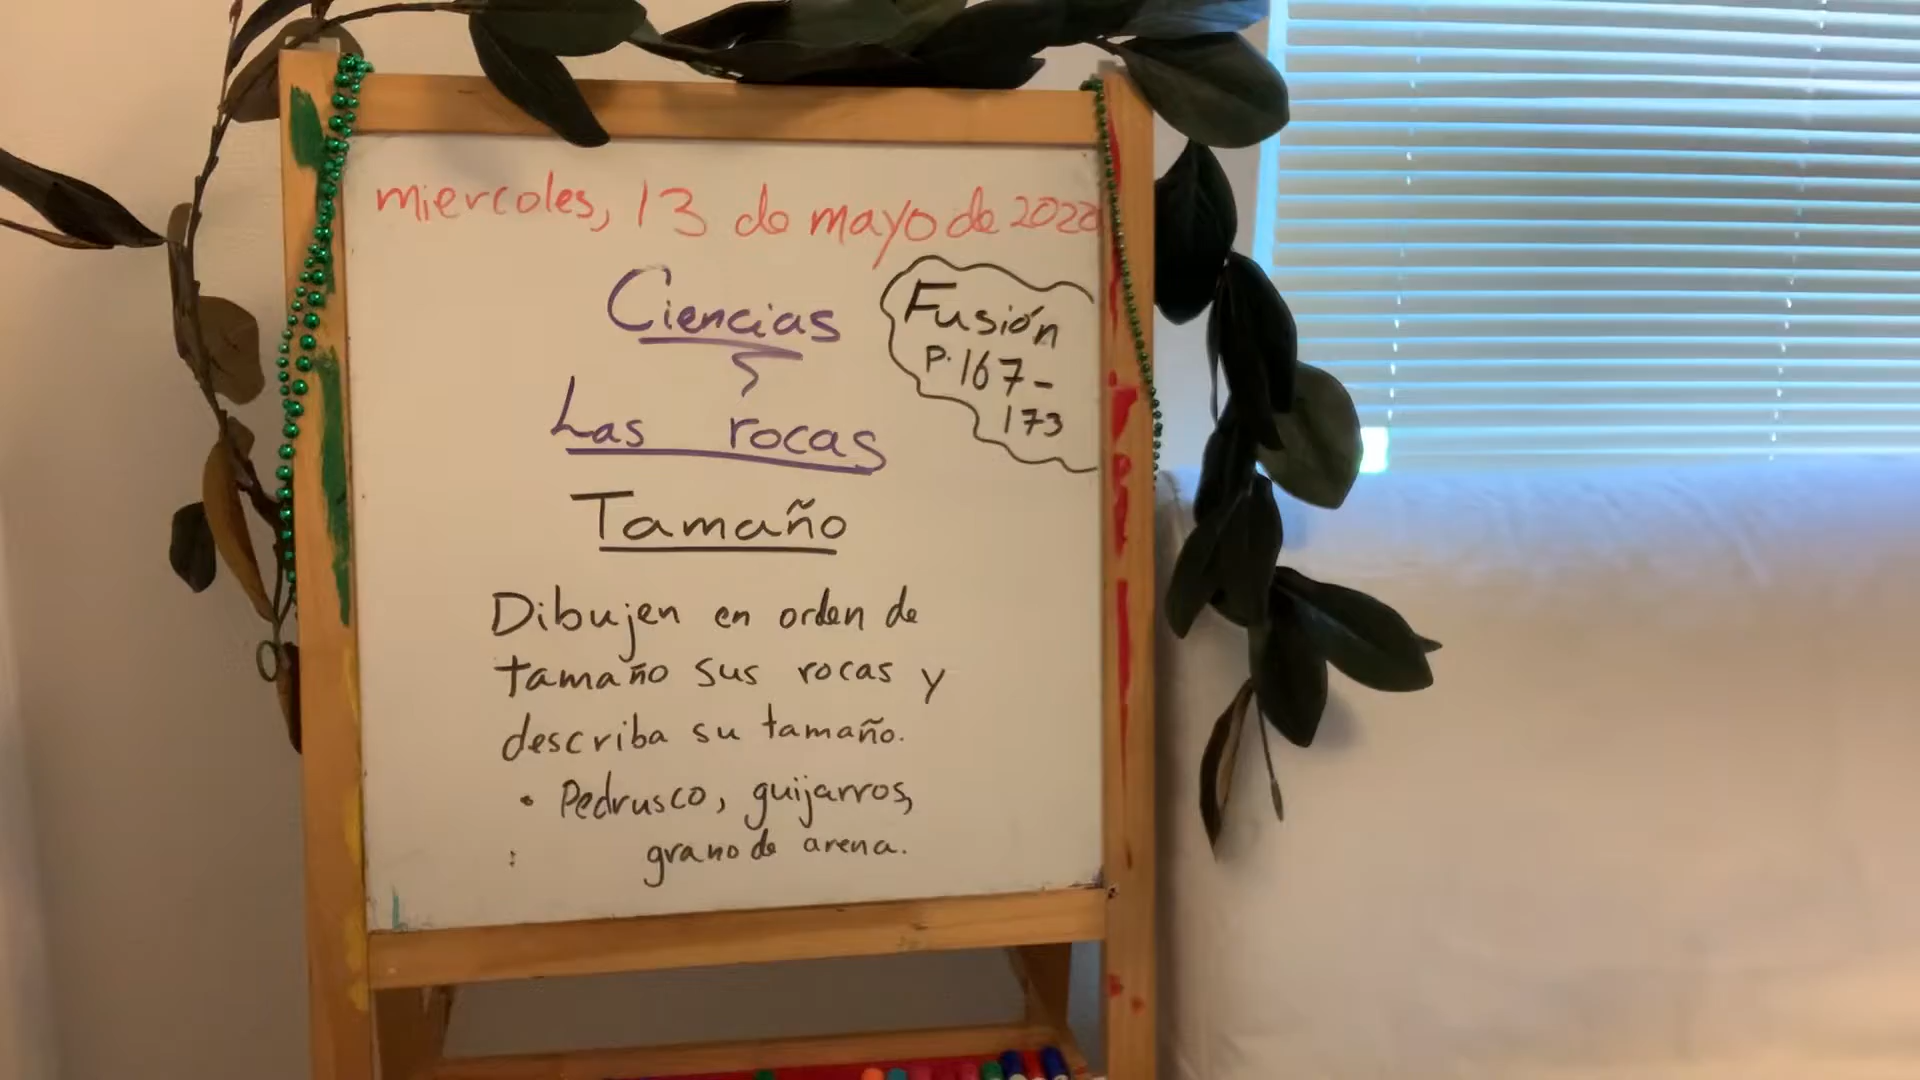 miercoles, 13 de mayo de 2020
Ciencias
Las rocas
Fusión
P. 167-
173
Tamaño
Dibujen en orden de
tamaño sus rocas y
describa su tamaño.
• Pedrusco, guijarros,
grano de arena.